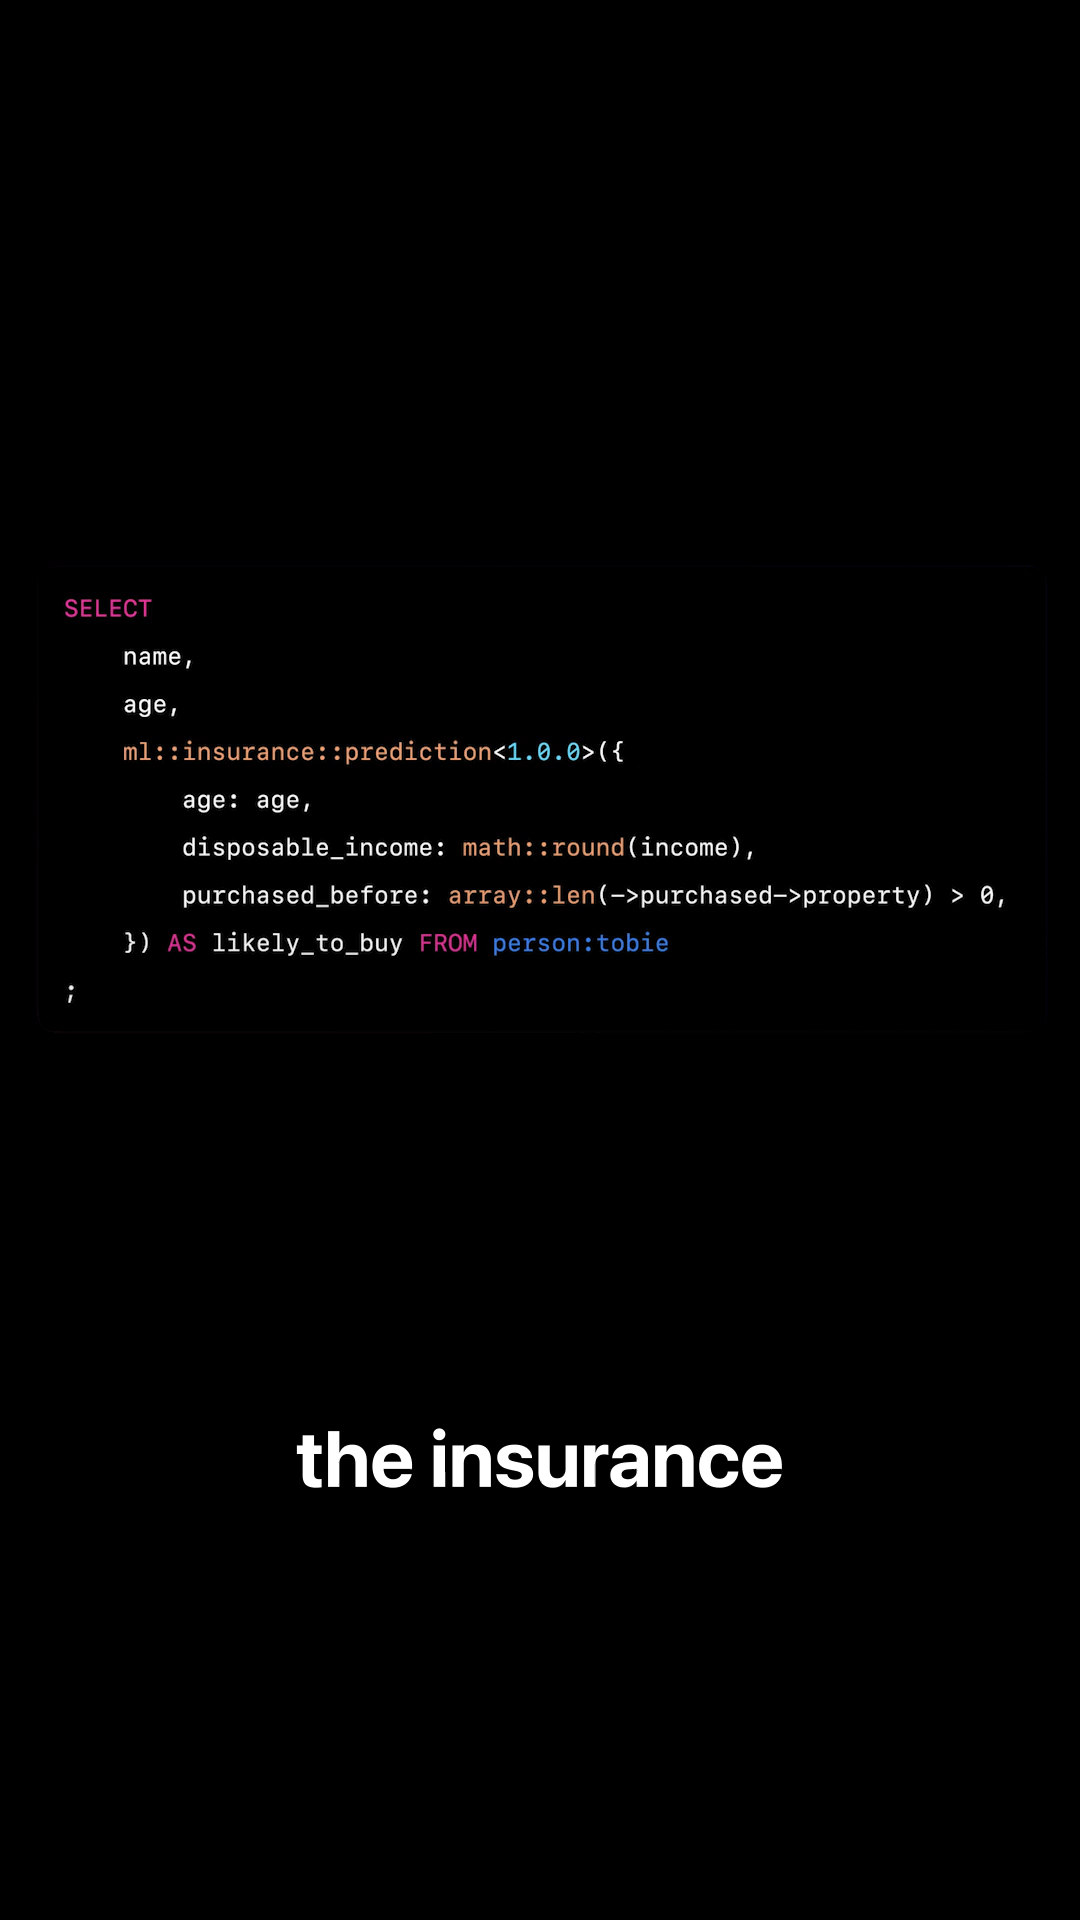 SELECT
name,
age,
ml::insurance::prediction<1.0.0>({
age: age,
disposable_income: math::round(income),
purchased_before: array::len(->purchased->property) > 0,
}) AS likely_to_buy FROM person:tobie
;
the insurance